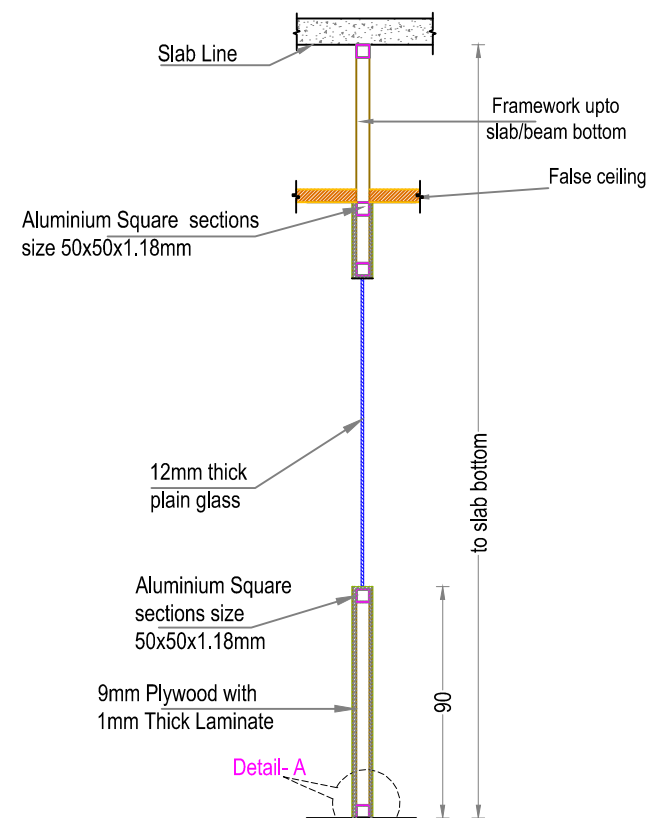 Slab Line
Framework upto
slab/beam bottom
False ceiling
Aluminium Square sections
size 50x50x1.18mm
12mm thick
plain glass
to slab bottom
Aluminium Square
sections size
50x50x1.18mm
9mm Plywood with
1mm Thick Laminate
90
Detail- A